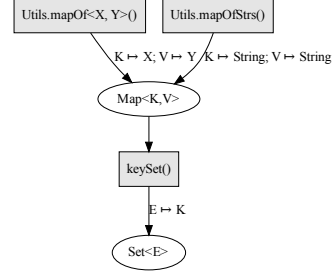 Utils.mapOf<X, Y>() Utils.mapOfStrs()
K ↦ X; V ↦ Y K ↦ String; V ↦ String
Map<K,V>
keySet()
E ↦ K
Set<E>